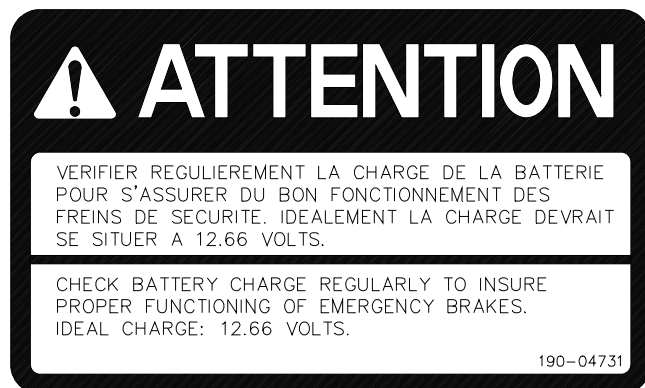 ATTENTION
VERIFIER REGULIEREMENT LA CHARGE DE LA BATTERIE
POUR S'ASSURER DU BON FONCTIONNEMENT DES
FREINS DE SECURITE. IDEALEMENT LA CHARGE DEVRAIT
SE SITUER A 12.66 VOLTS.
CHECK BATTERY CHARGE REGULARLY TO INSURE
PROPER FUNCTIONING OF EMERGENCY BRAKES.
IDEAL CHARGE: 12.66 VOLTS.
190-04731